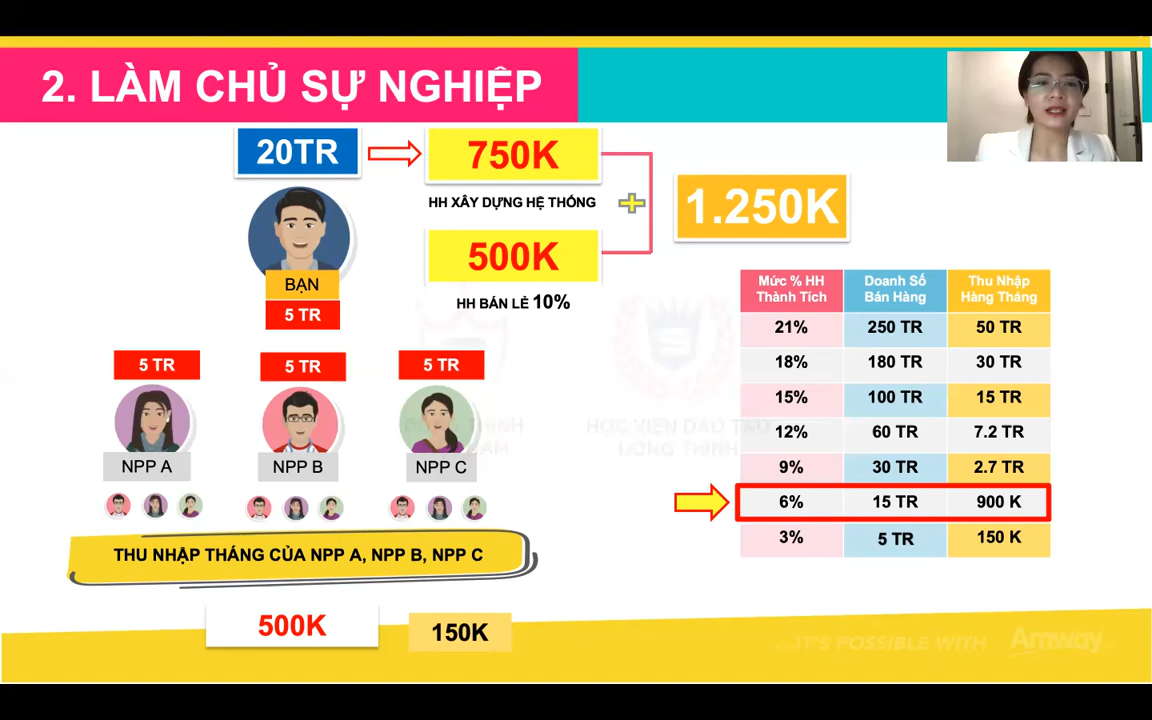 2. LÀM CHỦ SỰ NGHIỆP
20TR
750K
HH XÂY DỰNG HỆ THỐNG
500K
HH BÁN LẺ 10%
1.250K
BẠN
5 TR
5 TR
5 TR
5 TR
NPP A
NPP B
NPP C
THU NHẬP THÁNG CỦA NPP A, NPP B, NPP C
500K
150K
Mức % HH Doanh Số Thu Nhập
Thành Tích Bán Hàng Hàng Tháng
21% 250 TR 50 TR
18% 180 TR 30 TR
15% 100 TR 15 TR
12% 60 TR 7.2 TR
9% 30 TR 2.7 TR
6% 15 TR 900 K
3% 5 TR 150 K
HỌC VIỆN ĐÀO TẠO
IT'S POSSIBLE WITH Amway